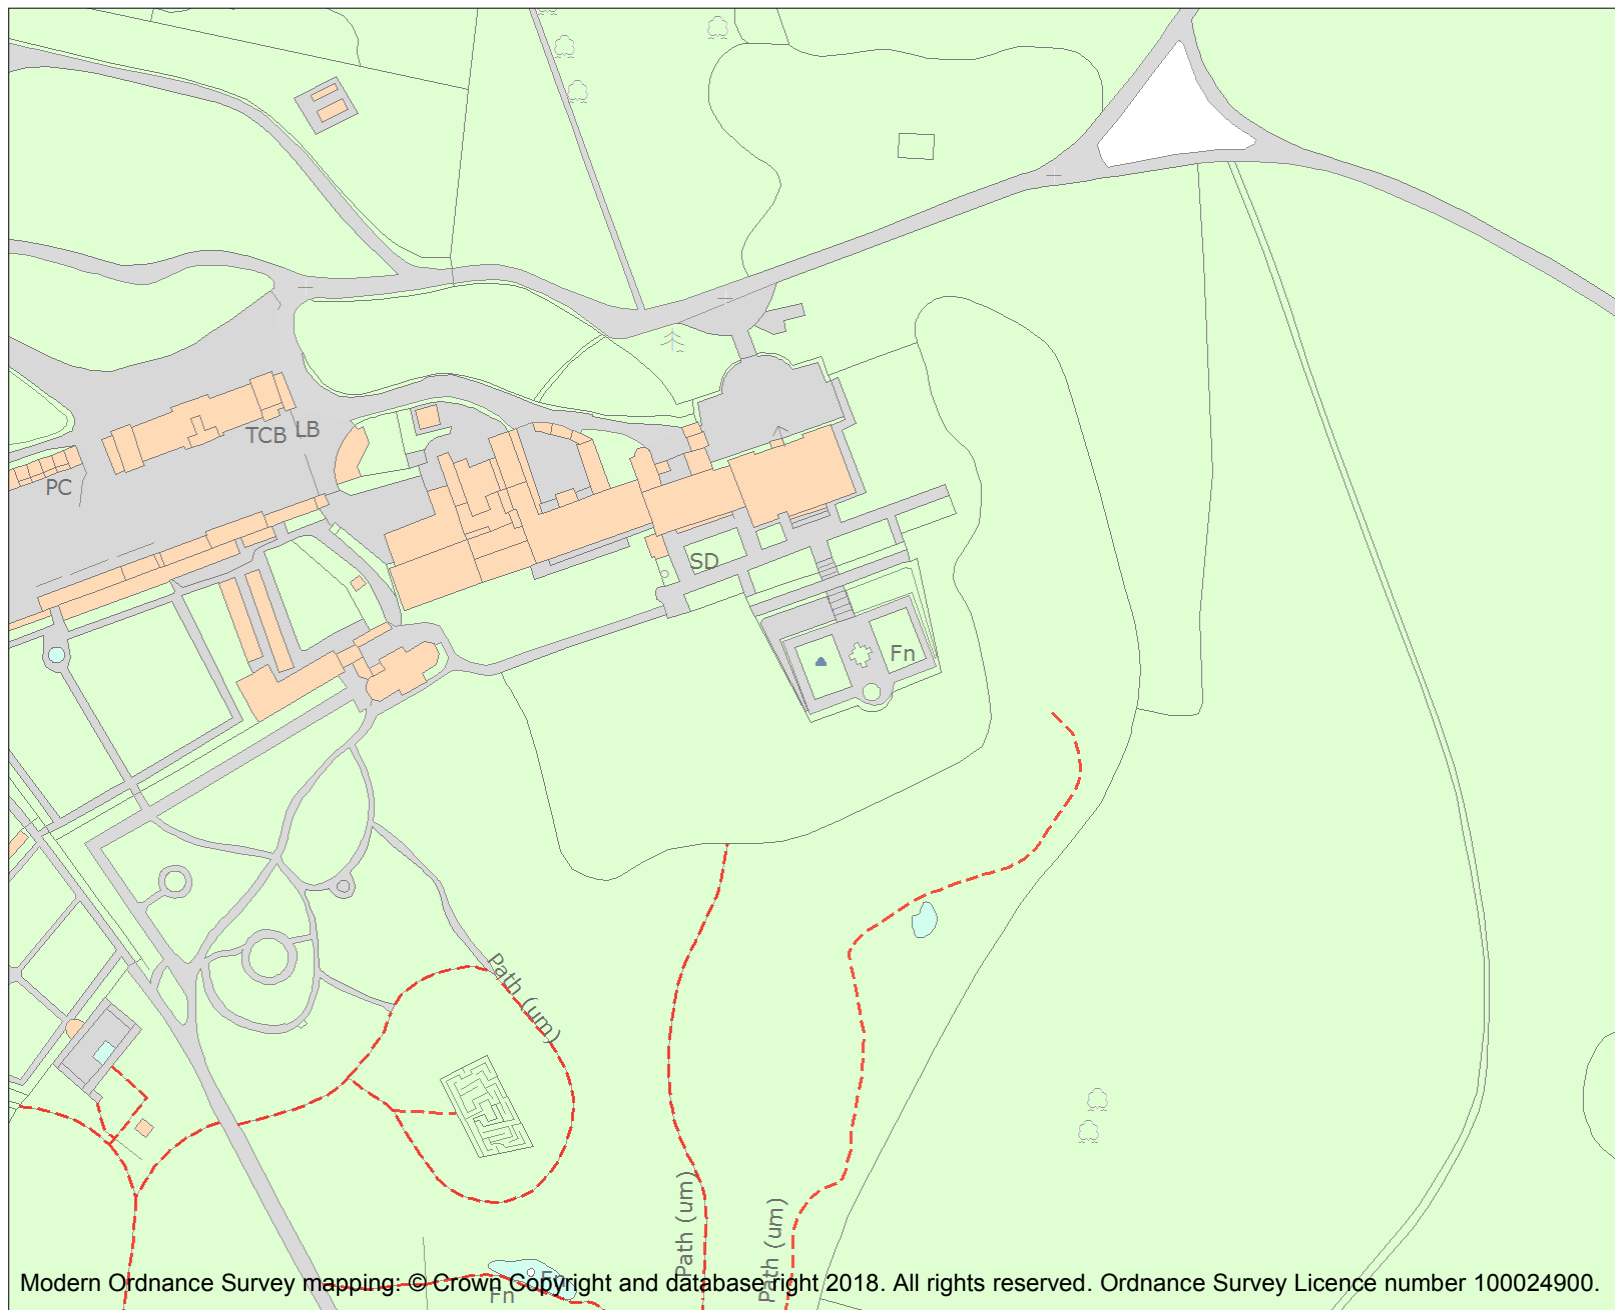 TCB
LB
PC
SD
Fn
Path (um)
Path (um)
Path (um)
Fn
Fn
Modern Ordnance Survey mapping: © Crown Copyright and database right 2018. All rights reserved. Ordnance Survey Licence number 100024900.